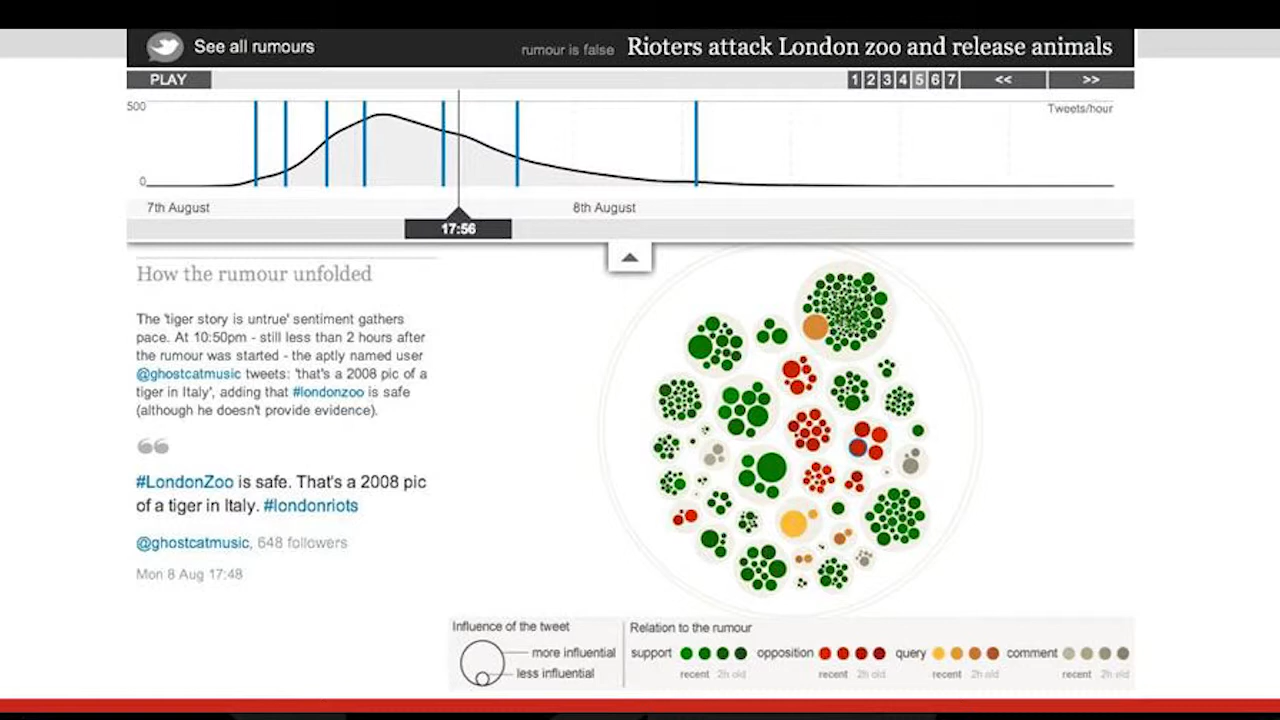 See all rumours
rumour is false Rioters attack London zoo and release animals
PLAY
1 2 3 4 5 6 7 << >>
500
Tweets/hour
0
7th August
8th August
17:56
How the rumour unfolded
The 'tiger story is untrue' sentiment gathers
pace. At 10:50pm - still less than 2 hours after
the rumour was started - the aptly named user
@ghostcatmusic tweets: 'that's a 2008 pic of a
tiger in Italy', adding that #londonzoo is safe
(although he doesn't provide evidence).
#LondonZoo is safe. That's a 2008 pic
of a tiger in Italy. #londonriots
@ghostcatmusic, 648 followers
Mon 8 Aug 17:48
Influence of the tweet
more influential
less influential
Relation to the rumour
support opposition query comment
recent 2h old recent 2h old recent 2h old recent 2h old